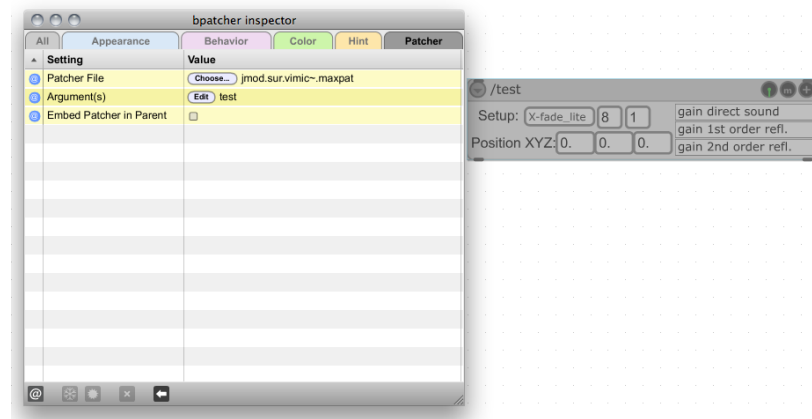 bpatcher inspector
All Appearance Behavior Color Hint Patcher
Setting Value
@ Patcher File Choose... jmod.sur.vimic~.maxpat
@ Argument(s) Edit test
@ Embed Patcher in Parent
@
/test m +
Setup: X-fade_lite 8 1 gain direct sound
gain 1st order refl.
Position XYZ: 0. 0. 0. gain 2nd order refl.